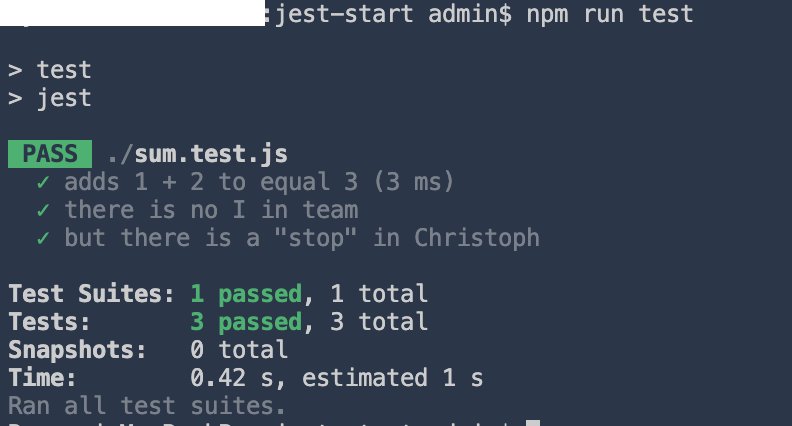 :jest-start admin$ npm run test
> test
> jest
PASS ./sum.test.js
✓ adds 1 + 2 to equal 3 (3 ms)
✓ there is no I in team
✓ but there is a "stop" in Christoph
Test Suites: 1 passed, 1 total
Tests: 3 passed, 3 total
Snapshots: 0 total
Time: 0.42 s, estimated 1 s
Ran all test suites.